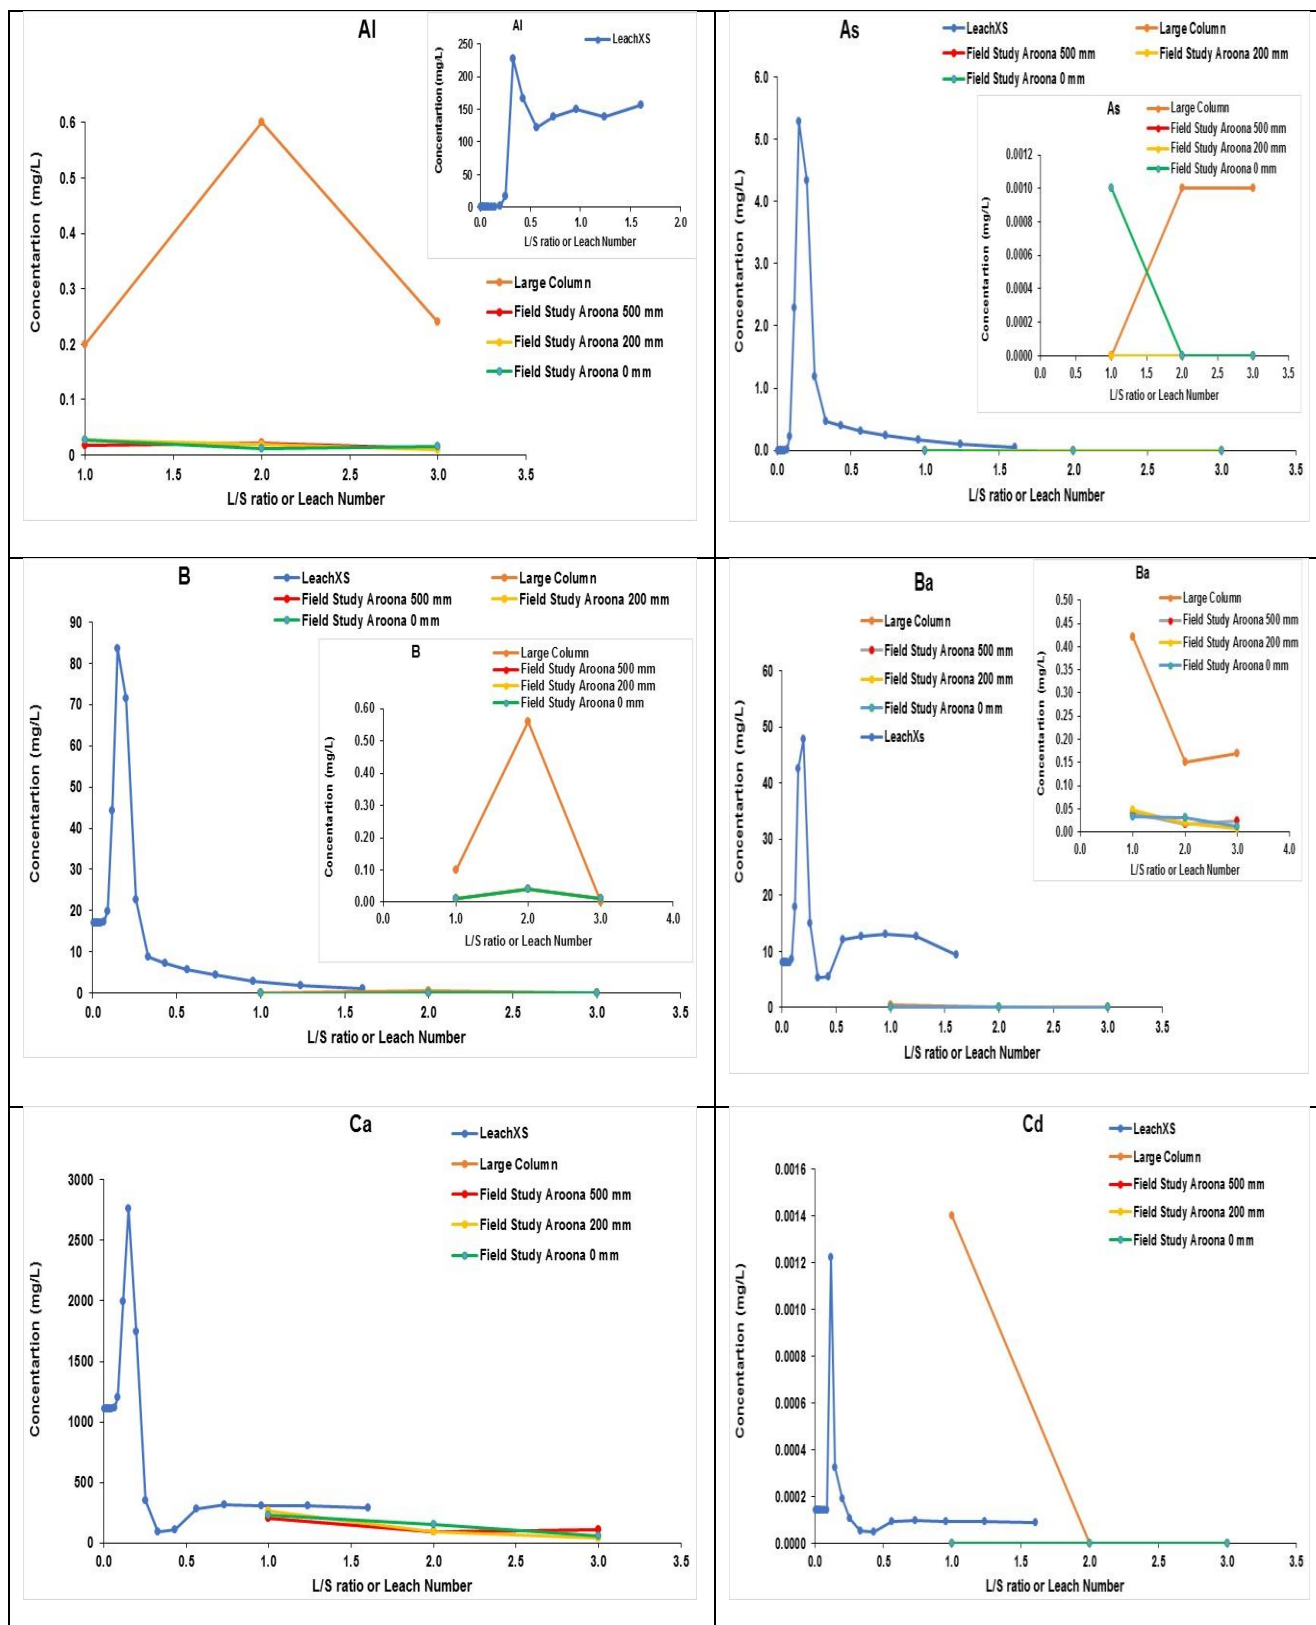 Al
Concentartion (mg/L)
0.6
0.5
0.4
0.3
0.2
0.1
0
1.0 1.5 2.0 2.5 3.0 3.5
L/S ratio or Leach Number
Al
LeachXS
Concentartion (mg/L)
250
200
150
100
50
0
0.0 0.5 1.0 1.5 2.0
L/S ratio or Leach Number
Large Column
Field Study Aroona 500 mm
Field Study Aroona 200 mm
Field Study Aroona 0 mm
As
LeachXS Large Column
Field Study Aroona 500 mm Field Study Aroona 200 mm
Field Study Aroona 0 mm
Concentartion (mg/L)
6.0
5.0
4.0
3.0
2.0
1.0
0.0
0.0 0.5 1.0 1.5 2.0 2.5 3.0 3.5
L/S ratio or Leach Number
As
Large Column
Field Study Aroona 500 mm
Field Study Aroona 200 mm
Field Study Aroona 0 mm
Concentartion (mg/L)
0.0012
0.0010
0.0008
0.0006
0.0004
0.0002
0.0000
0.0 0.5 1.0 1.5 2.0 2.5 3.0 3.5
L/S ratio or Leach Number
B
LeachXS Large Column
Field Study Aroona 500 mm Field Study Aroona 200 mm
Field Study Aroona 0 mm
Concentartion (mg/L)
90
80
70
60
50
40
30
20
10
0
0.0 0.5 1.0 1.5 2.0 2.5 3.0 3.5
L/S ratio or Leach Number
B
Large Column
Field Study Aroona 500 mm
Field Study Aroona 200 mm
Field Study Aroona 0 mm
Concentartion (mg/L)
0.60
0.50
0.40
0.30
0.20
0.10
0.00
0.0 1.0 2.0 3.0 4.0
L/S ratio or Leach Number
Ba
Large Column
Field Study Aroona 500 mm
Field Study Aroona 200 mm
Field Study Aroona 0 mm
LeachXs
Concentartion (mg/L)
60
50
40
30
20
10
0
0.0 0.5 1.0 1.5 2.0 2.5 3.0 3.5
L/S ratio or Leach Number
Ba
Large Column
Field Study Aroona 500 mm
Field Study Aroona 200 mm
Field Study Aroona 0 mm
Concentartion (mg/L)
0.50
0.45
0.40
0.35
0.30
0.25
0.20
0.15
0.10
0.05
0.00
0.0 1.0 2.0 3.0 4.0
L/S ratio or Leach Number
Ca
LeachXS
Large Column
Field Study Aroona 500 mm
Field Study Aroona 200 mm
Field Study Aroona 0 mm
Concentartion (mg/L)
3000
2500
2000
1500
1000
500
0
0.0 0.5 1.0 1.5 2.0 2.5 3.0 3.5
L/S ratio or Leach Number
Cd
LeachXS
Large Column
Field Study Aroona 500 mm
Field Study Aroona 200 mm
Field Study Aroona 0 mm
Concentartion (mg/L)
0.0016
0.0014
0.0012
0.0010
0.0008
0.0006
0.0004
0.0002
0.0000
0.0 0.5 1.0 1.5 2.0 2.5 3.0 3.5
L/S ratio or Leach Number